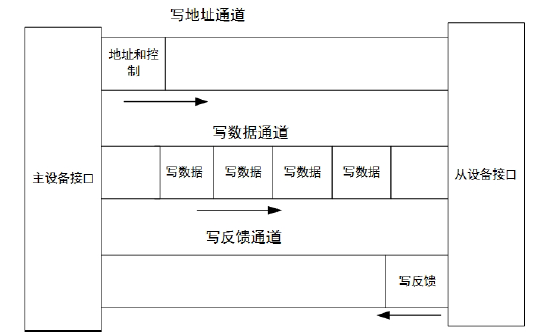 写地址通道
地址和控
制
写数据通道
写数据 写数据 写数据 写数据
主设备接口
从设备接口
写反馈通道
写反馈